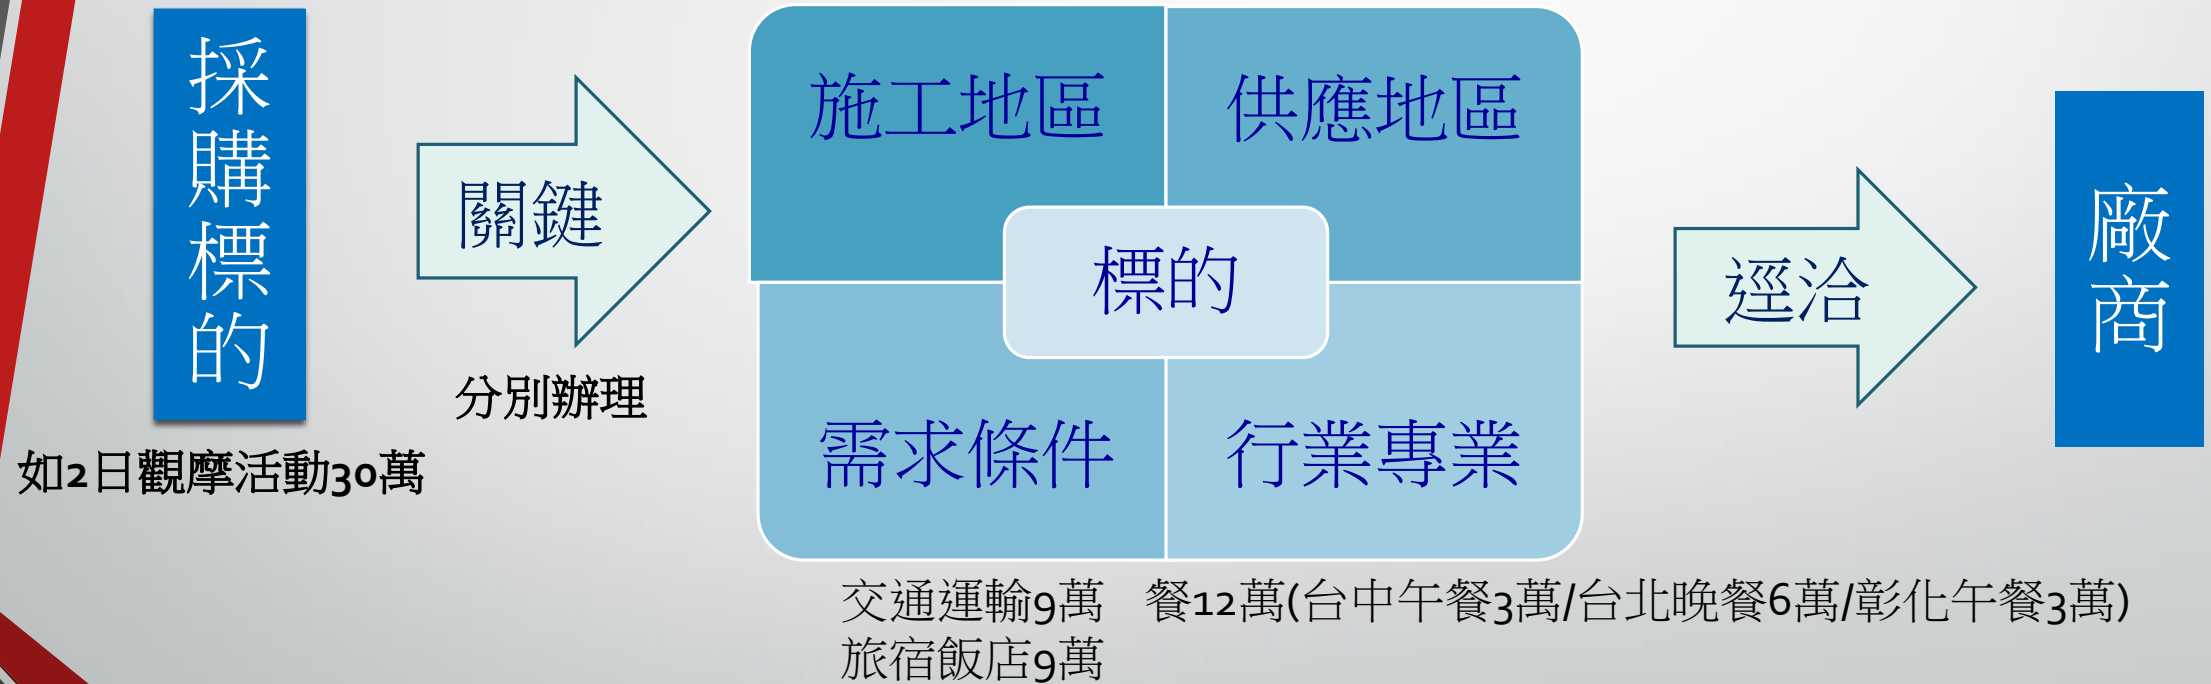 採購標的
如2日觀摩活動30萬
關鍵
分別辦理
施工地區
供應地區
標的
需求條件
行業專業
逕洽
廠商
交通運輸9萬 餐12萬(台中午餐3萬/台北晚餐6萬/彰化午餐3萬)
旅宿飯店9萬